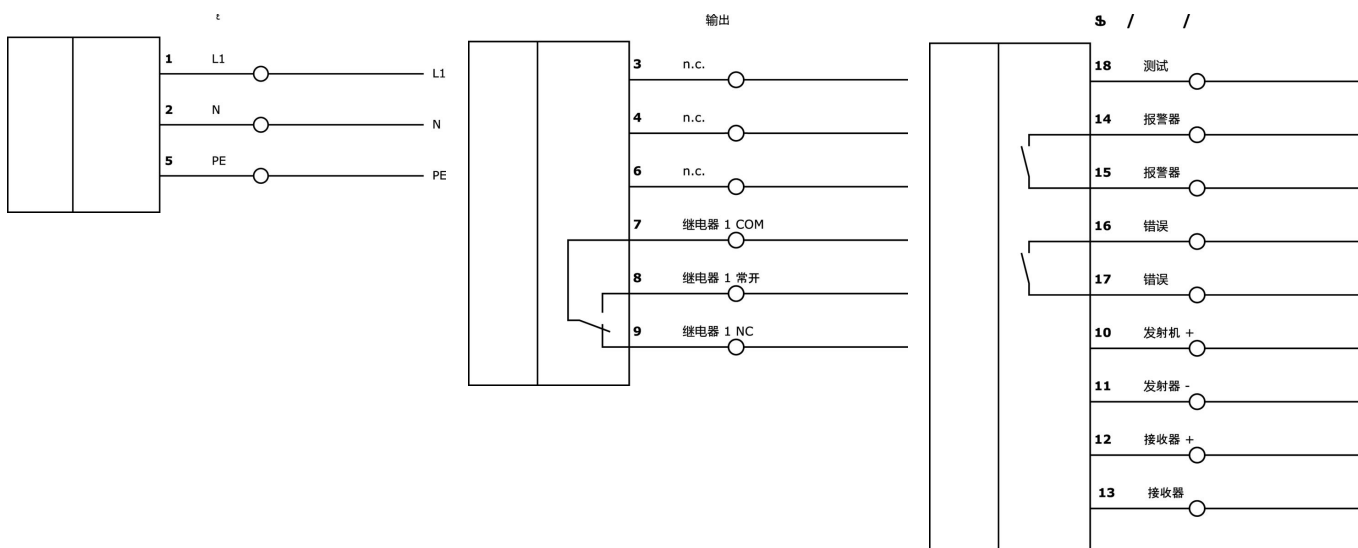 输出
1 L1 L1
2 N N
5 PE PE
3 n.c.
4 n.c.
6 n.c.
7 继电器 1 COM
8 继电器 1 常开
9 继电器 1 NC
/ /
18 测试
14 报警器
15 报警器
16 错误
17 错误
10 发射机 +
11 发射器 -
12 接收器 +
13 接收器